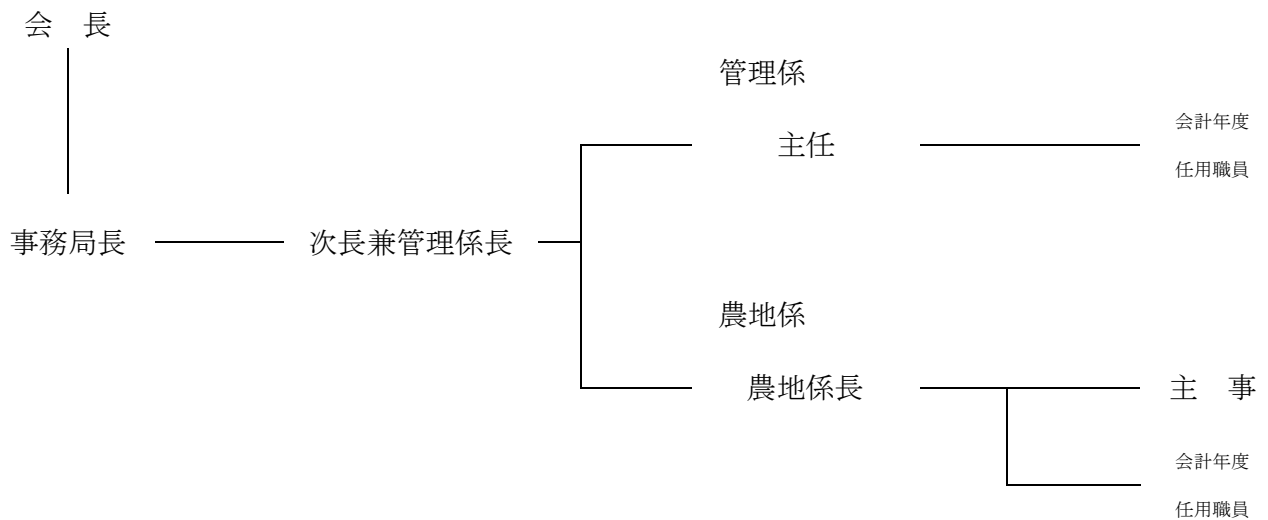 会　長
管理係
主任
会計年度
任用職員
事務局長
次長兼管理係長
農地係
農地係長
主　事
会計年度
任用職員